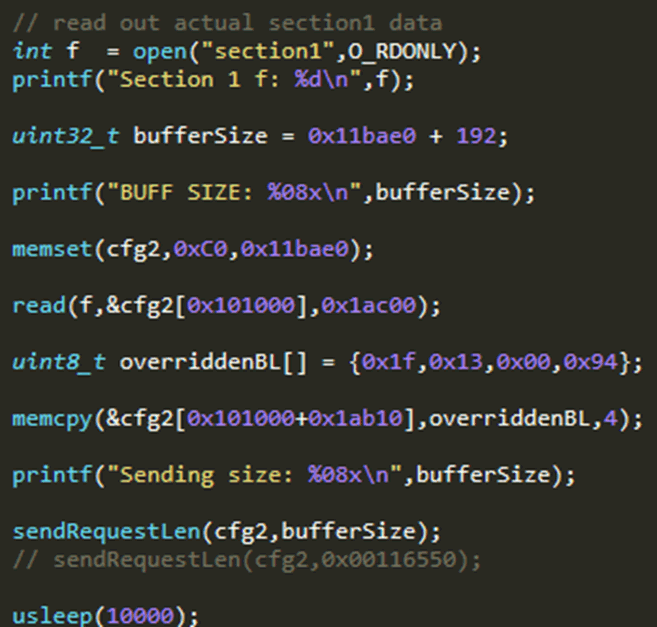 // read out actual section1 data
int f  = open("section1",O_RDONLY);
printf("Section 1 f: %d\n",f);
uint32_t bufferSize = 0x11bae0 + 192;
printf("BUFF SIZE: %08x\n",bufferSize);
memset(cfg2,0xC0,0x11bae0);
read(f,&cfg2[0x101000],0x1ac00);
uint8_t overriddenBL[] = {0x1f,0x13,0x00,0x94};
memcpy(&cfg2[0x101000+0x1ab10],overriddenBL,4);
printf("Sending size: %08x\n",bufferSize);
sendRequestLen(cfg2,bufferSize);
// sendRequestLen(cfg2,0x00116550);
usleep(10000);